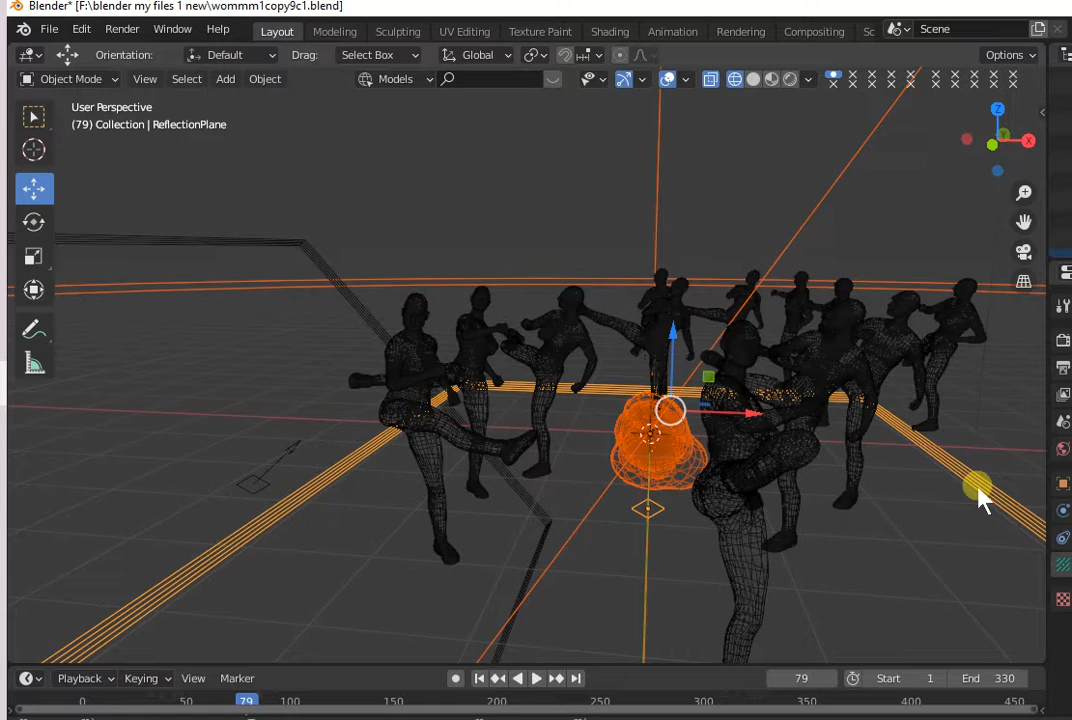 Blender* [F:\blender my files 1 new\wommm1copy9c1.blend]
File Edit Render Window Help Layout Modeling Sculpting UV Editing Texture Paint Shading Animation Rendering Compositing Sc Scene
Orientation: Default Drag: Select Box Global Options
Object Mode View Select Add Object Models
User Perspective
(79) Collection | ReflectionPlane
Z
Y
X
Playback Keying View Marker 79 Start 1 End 330
0 50 79 100 150 200 250 300 350 400 450